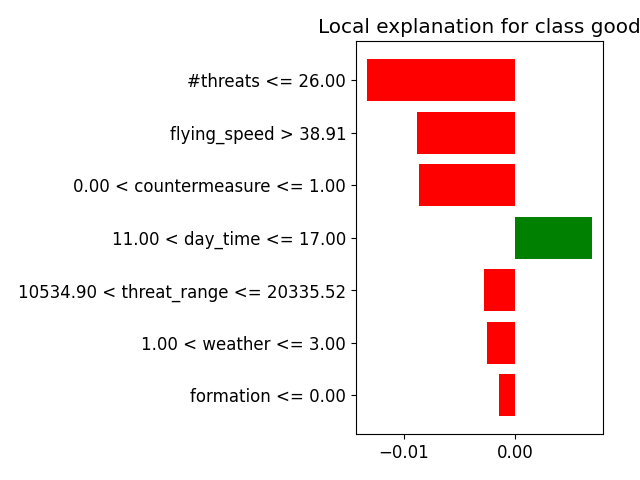 Local explanation for class good
#threats <= 26.00
flying_speed > 38.91
0.00 < countermeasure <= 1.00
11.00 < day_time <= 17.00
10534.90 < threat_range <= 20335.52
1.00 < weather <= 3.00
formation <= 0.00
−0.01 0.00